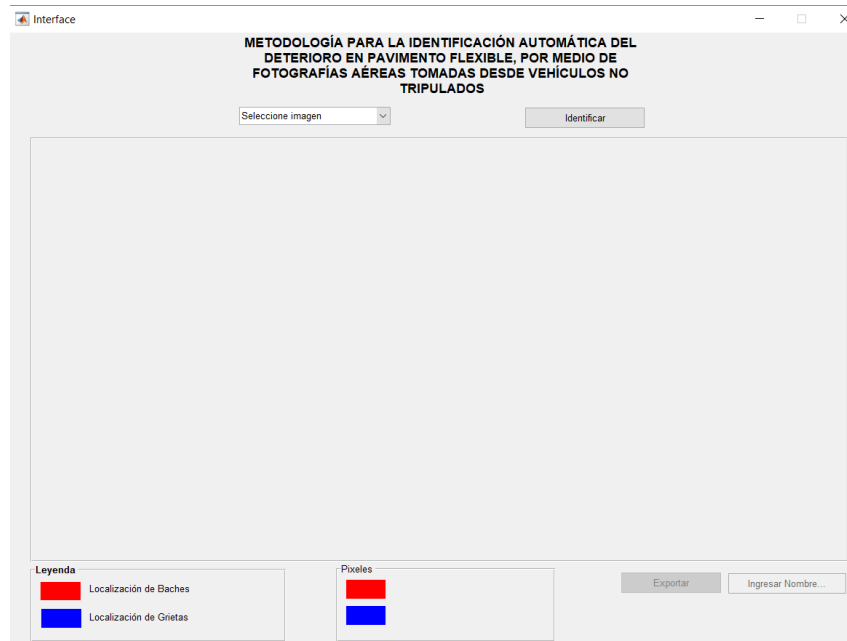 Interface
METODOLOGÍA PARA LA IDENTIFICACIÓN AUTOMÁTICA DEL
DETERIORO EN PAVIMENTO FLEXIBLE, POR MEDIO DE
FOTOGRAFÍAS AÉREAS TOMADAS DESDE VEHÍCULOS NO
TRIPULADOS
Seleccione imagen
Identificar
Leyenda
Localización de Baches
Localización de Grietas
Pixeles
Exportar
Ingresar Nombre...